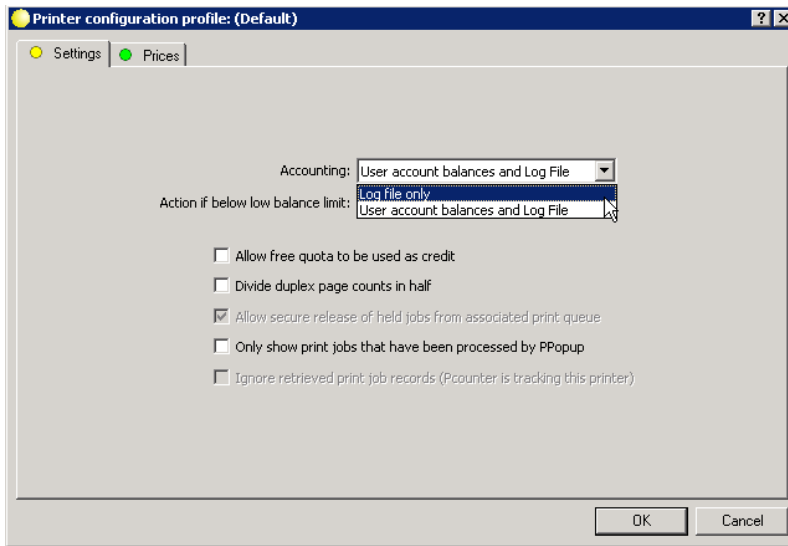 Printer configuration profile: (Default)
Settings
Prices
Accounting: User account balances and Log File
Log file only
Action if below low balance limit: User account balances and Log File
Allow free quota to be used as credit
Divide duplex page counts in half
Allow secure release of held jobs from associated print queue
Only show print jobs that have been processed by PPopup
Ignore retrieved print job records (Pcounter is tracking this printer)
OK
Cancel